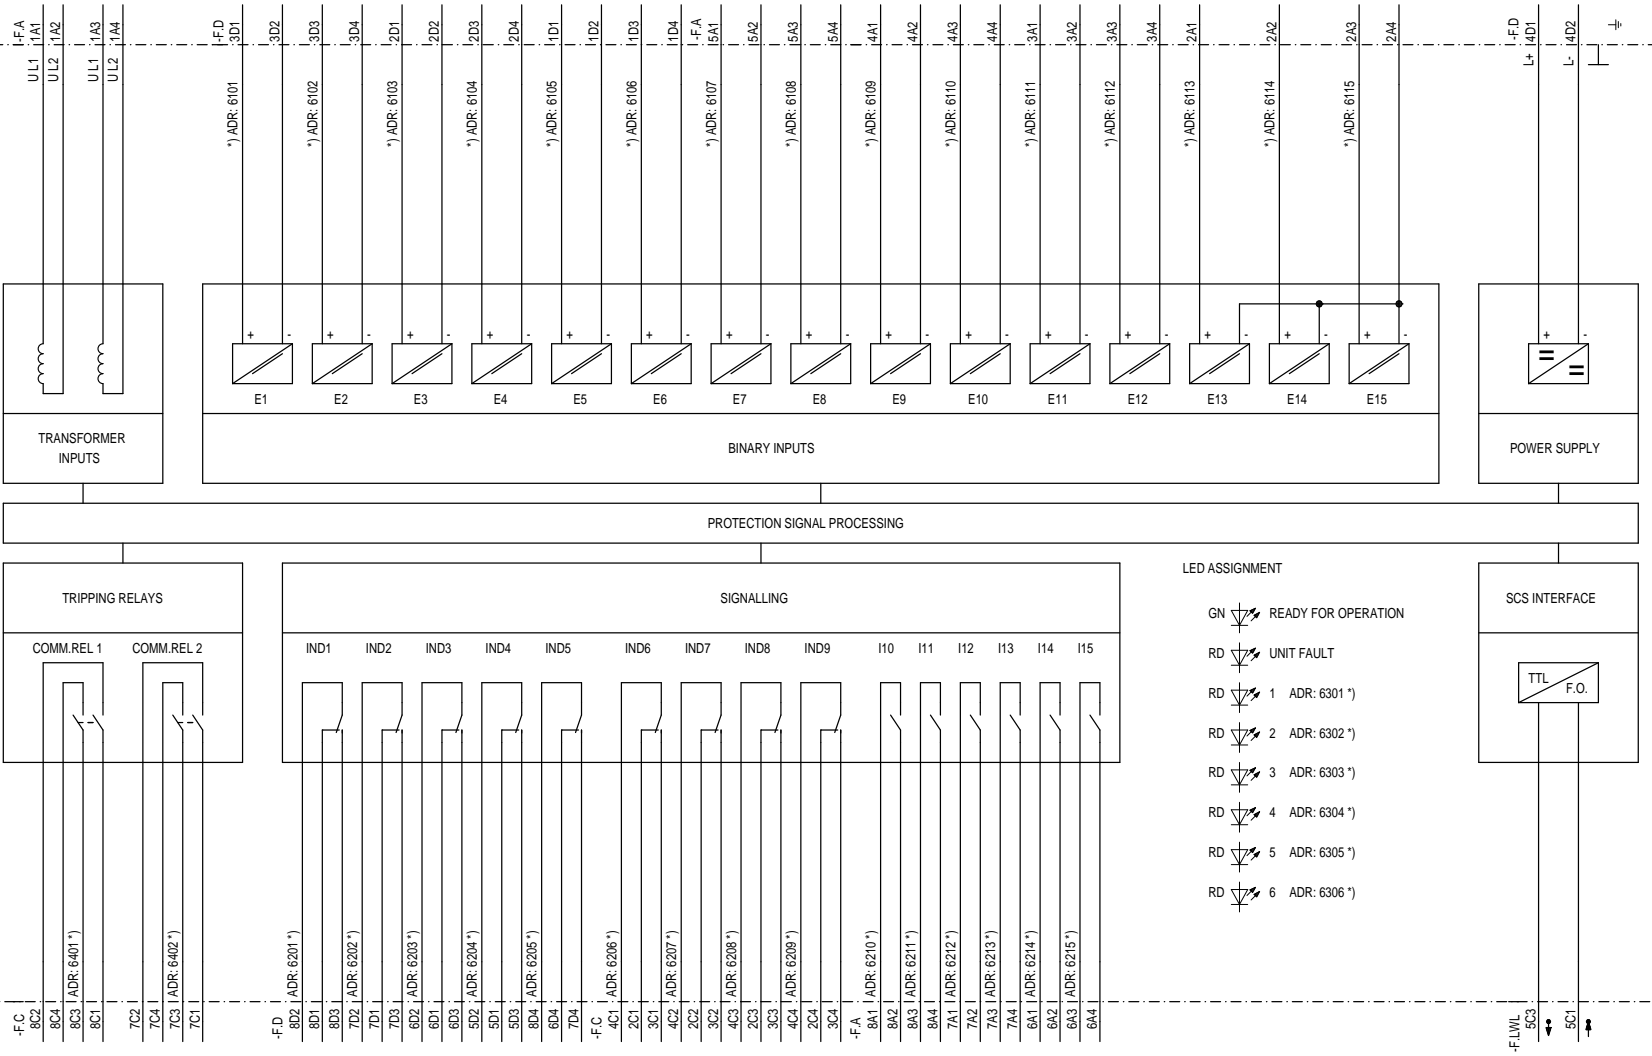 -F.A 1A1 1A2 1A3 1A4 -F.D 3D1 3D2 3D3 3D4 2D1 2D2 2D3 2D4 1D1 1D2 1D3 1D4 -F.A 5A1 5A2 5A3 5A4 4A1 4A2 4A3 4A4 3A1 3A2 3A3 3A4 2A1 2A2 2A3 2A4 -F.D 4D1 4D2
UL1 UL2 UL1 UL2 L+ L-
*) ADR: 6101 *) ADR: 6102 *) ADR: 6103 *) ADR: 6104 *) ADR: 6105 *) ADR: 6106 *) ADR: 6107 *) ADR: 6108 *) ADR: 6109 *) ADR: 6110 *) ADR: 6111 *) ADR: 6112 *) ADR: 6113 *) ADR: 6114 *) ADR: 6115
+ - + - + - + - + - + - + - + - + - + - + - + - + + - + - + -
E1 E2 E3 E4 E5 E6 E7 E8 E9 E10 E11 E12 E13 E14 E15
TRANSFORMER
INPUTS
BINARY INPUTS
POWER SUPPLY
PROTECTION SIGNAL PROCESSING
TRIPPING RELAYS
COMM.REL 1 COMM.REL 2
SIGNALLING
IND1 IND2 IND3 IND4 IND5 IND6 IND7 IND8 IND9 I10 I11 I12 I13 I14 I15
LED ASSIGNMENT
GN READY FOR OPERATION
RD UNIT FAULT
RD 1 ADR: 6301 *)
RD 2 ADR: 6302 *)
RD 3 ADR: 6303 *)
RD 4 ADR: 6304 *)
RD 5 ADR: 6305 *)
RD 6 ADR: 6306 *)
SCS INTERFACE
TTL
F.O.
ADR: 6401 *) ADR: 6402 *) ADR: 6201 *) ADR: 6202 *) ADR: 6203 *) ADR: 6204 *) ADR: 6205 *) ADR: 6206 *) ADR: 6207 *) ADR: 6208 *) ADR: 6209 *) ADR: 6210 *) ADR: 6211 *) ADR: 6212 *) ADR: 6213 *) ADR: 6214 *) ADR: 6215 *)
-F.C 8C2 8C4 8C3 8C1 7C2 7C4 7C3 7C1 -F.D 8D2 8D1 8D3 7D2 7D1 7D3 6D2 6D1 6D3 5D2 5D1 5D3 8D4 6D4 7D4 -F.C 4C1 2C1 3C1 4C2 2C2 3C2 4C3 2C3 3C3 4C4 2C4 3C4 -F.A 8A1 8A2 8A3 8A4 7A1 7A2 7A3 7A4 6A1 6A2 6A3 6A4 -F.LWL 5C3 5C1